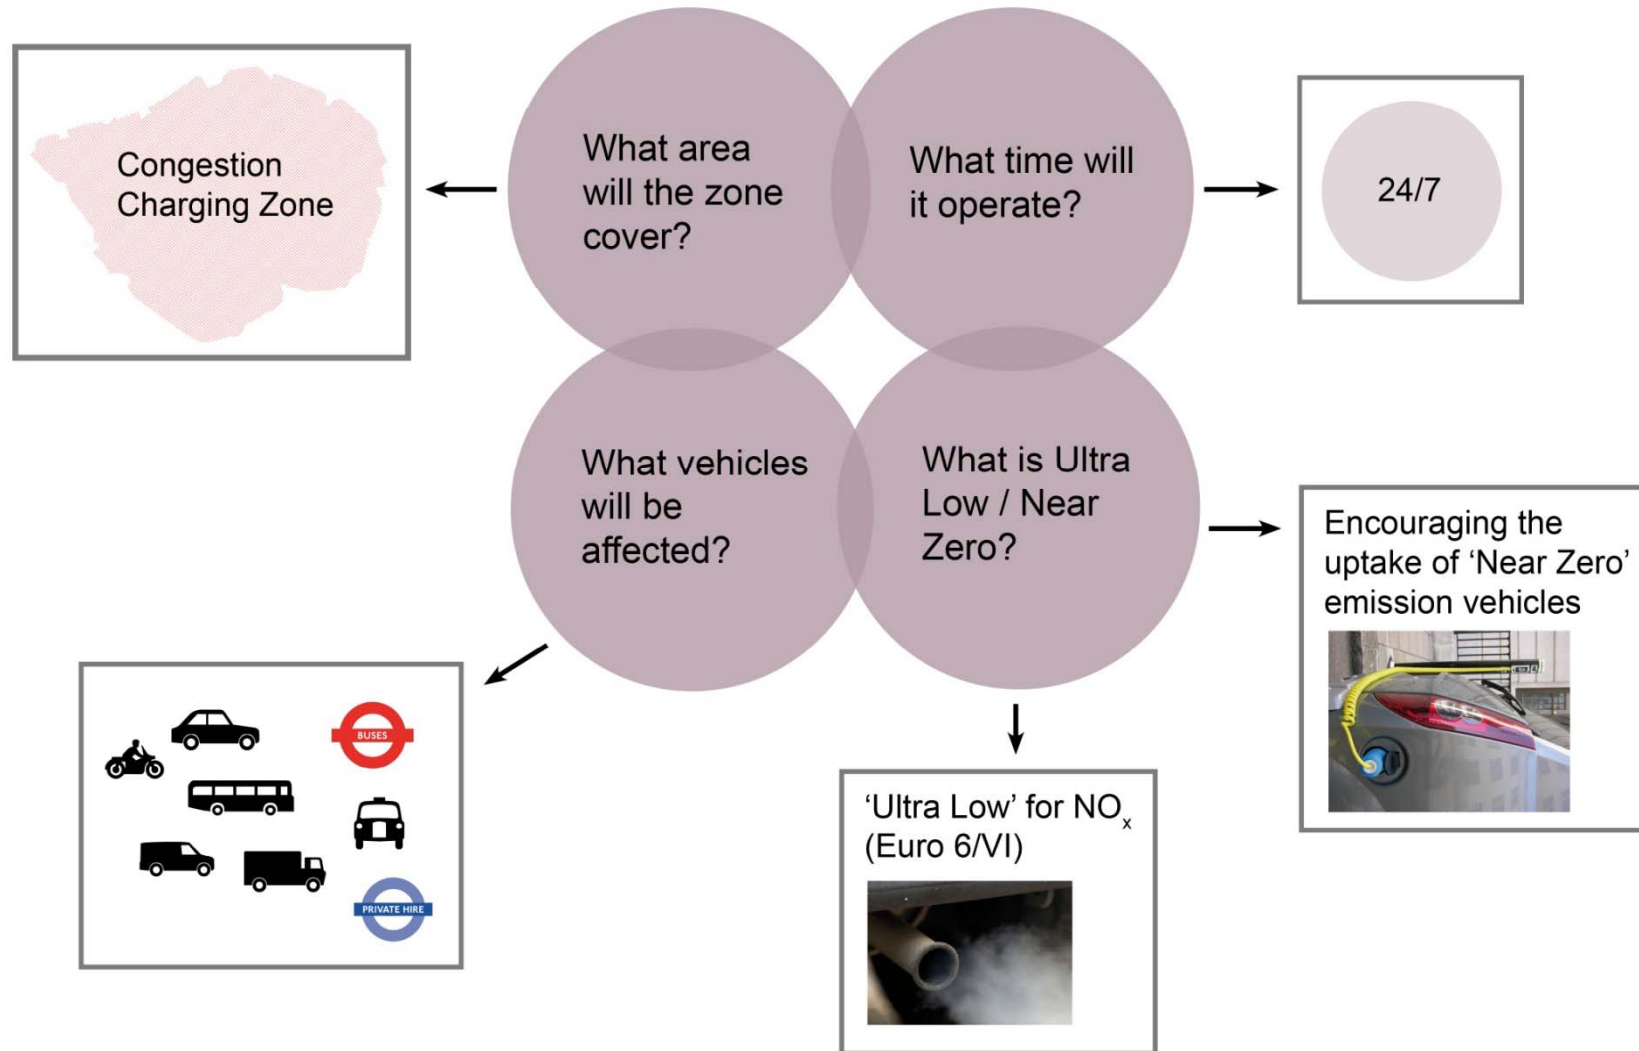 Congestion
Charging Zone
What area
will the zone
cover?
What time will
it operate?
24/7
What vehicles
will be
affected?
What is Ultra
Low / Near
Zero?
Encouraging the
uptake of ‘Near Zero’
emission vehicles
BUSES
PRIVATE HIRE
‘Ultra Low’ for NOx
(Euro 6/VI)